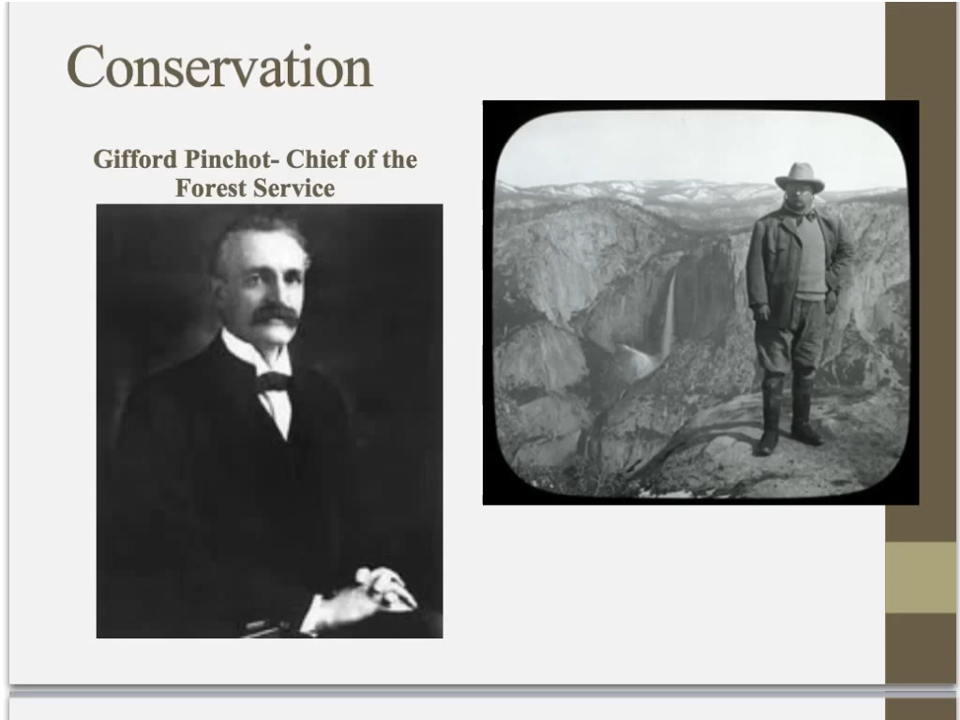 Conservation
Gifford Pinchot- Chief of the
Forest Service